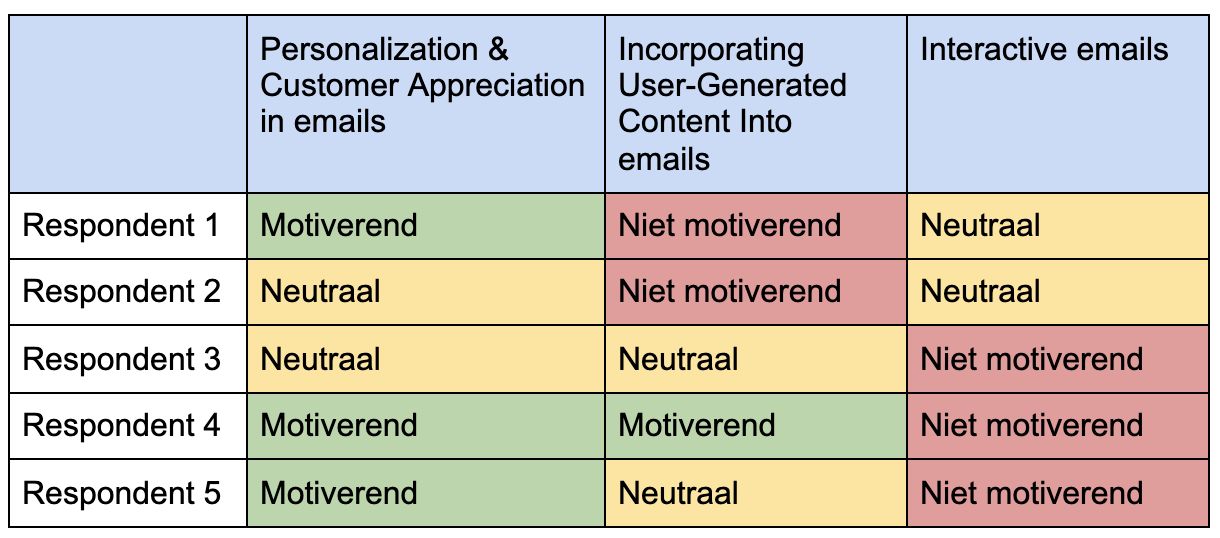 Personalization &
Customer Appreciation
in emails
Incorporating
User-Generated
Content Into
emails
Interactive emails
Respondent 1 Motiverend Niet motiverend Neutraal
Respondent 2 Neutraal Niet motiverend Neutraal
Respondent 3 Neutraal Neutraal Niet motiverend
Respondent 4 Motiverend Motiverend Niet motiverend
Respondent 5 Motiverend Neutraal Niet motiverend